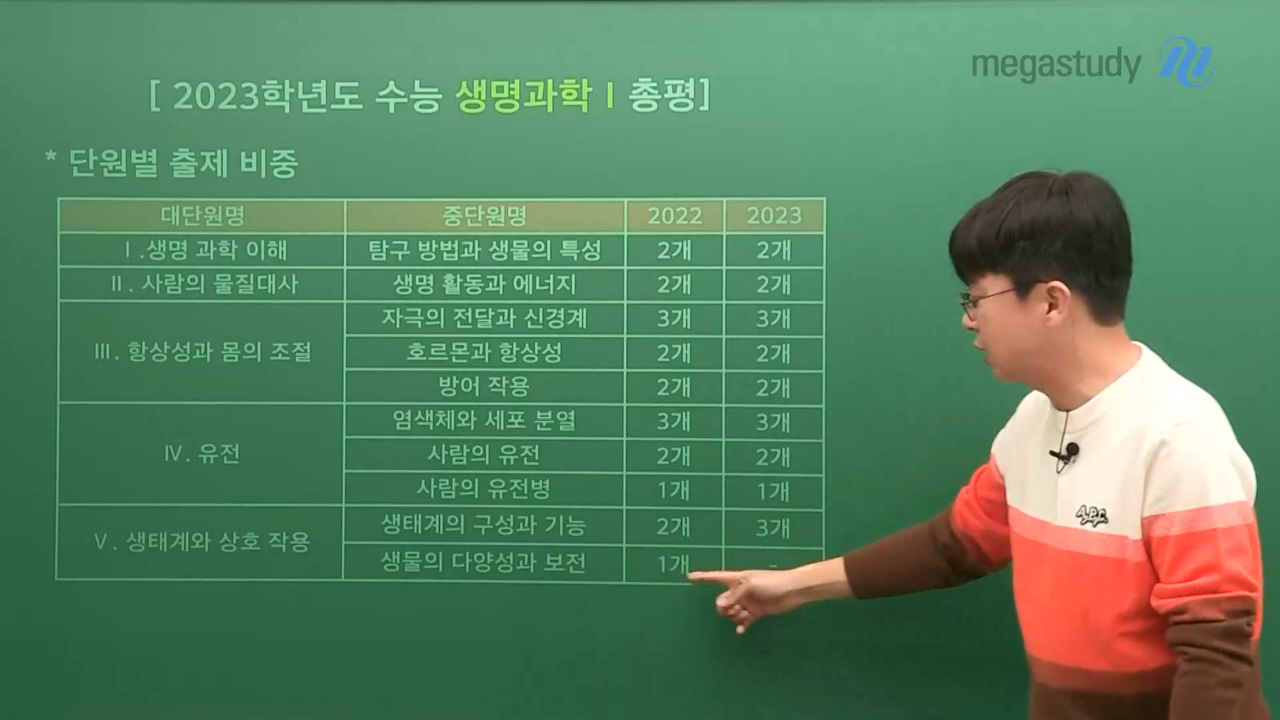 megastudy
[ 2023학년도 수능 생명과학 I 총평]
* 단원별 출제 비중
대단원명 중단원명 2022 2023
Ⅰ.생명 과학 이해 탐구 방법과 생물의 특성 2개 2개
Ⅱ. 사람의 물질대사 생명 활동과 에너지 2개 2개
Ⅲ. 항상성과 몸의 조절 자극의 전달과 신경계 3개 3개
호르몬과 항상성 2개 2개
방어 작용 2개 2개
Ⅳ. 유전 염색체와 세포 분열 3개 3개
사람의 유전 2개 2개
사람의 유전병 1개 1개
Ⅴ. 생태계와 상호 작용 생태계의 구성과 기능 2개 3개
생물의 다양성과 보전 1개 -
A.P.C.